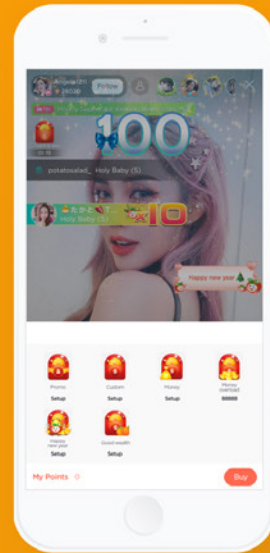 Follow
100
potatosalad_ Holy Baby (5)
Holy Baby (5)
x10
Happy new year
Promo
Custom
Money
Money
overload
Setup
Setup
Setup
88888
Happy
new year
Good wealth
Setup
Setup
My Points
Buy